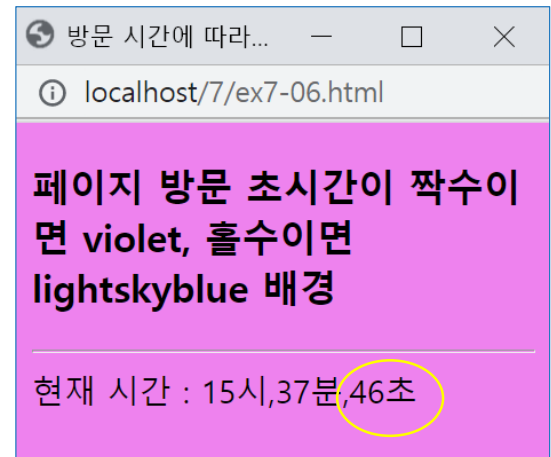 방문 시간에 따라...
localhost/7/ex7-06.html
페이지 방문 초시간이 짝수이
면 violet, 홀수이면
lightskyblue 배경
현재 시간 : 15시,37분,46초